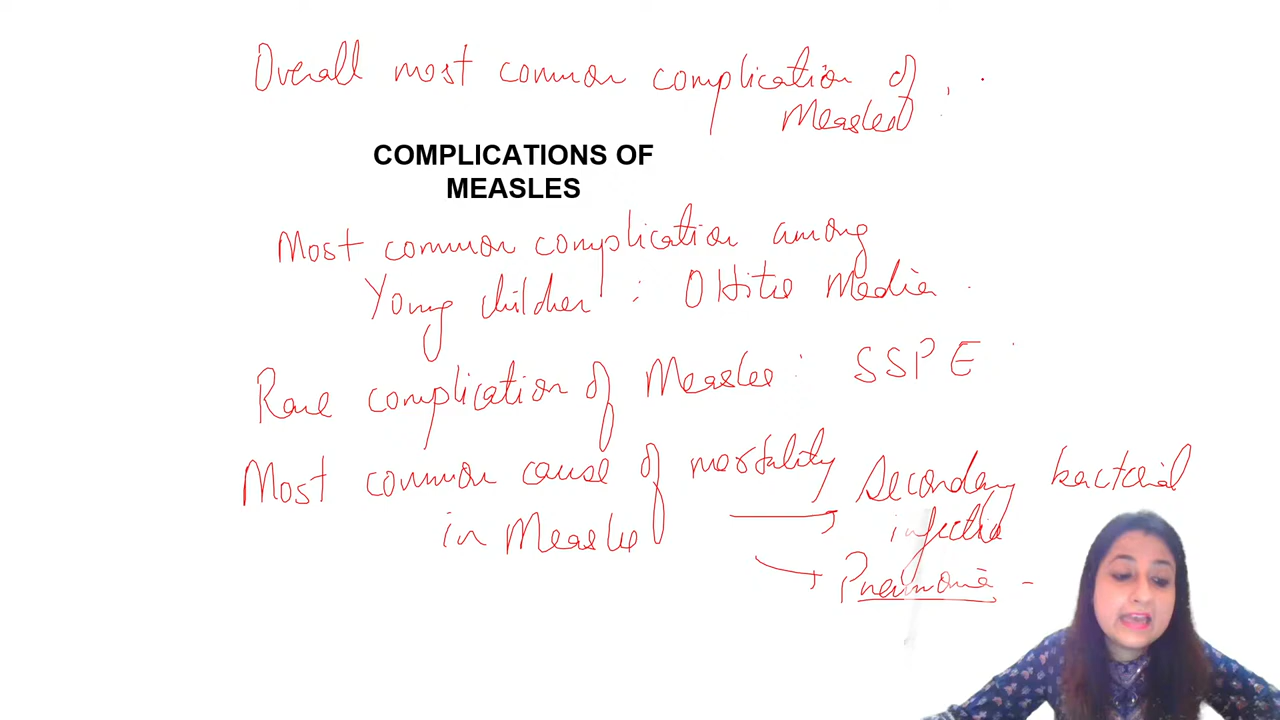 Overall most common complication of
Measles :
COMPLICATIONS OF
MEASLES
Most common complication among
Young children : Otitis Media
Rare complication of Measles : SSPE
Most common cause of mortality
in Measles → Secondary bacterial
infection
→ Pneumonia -